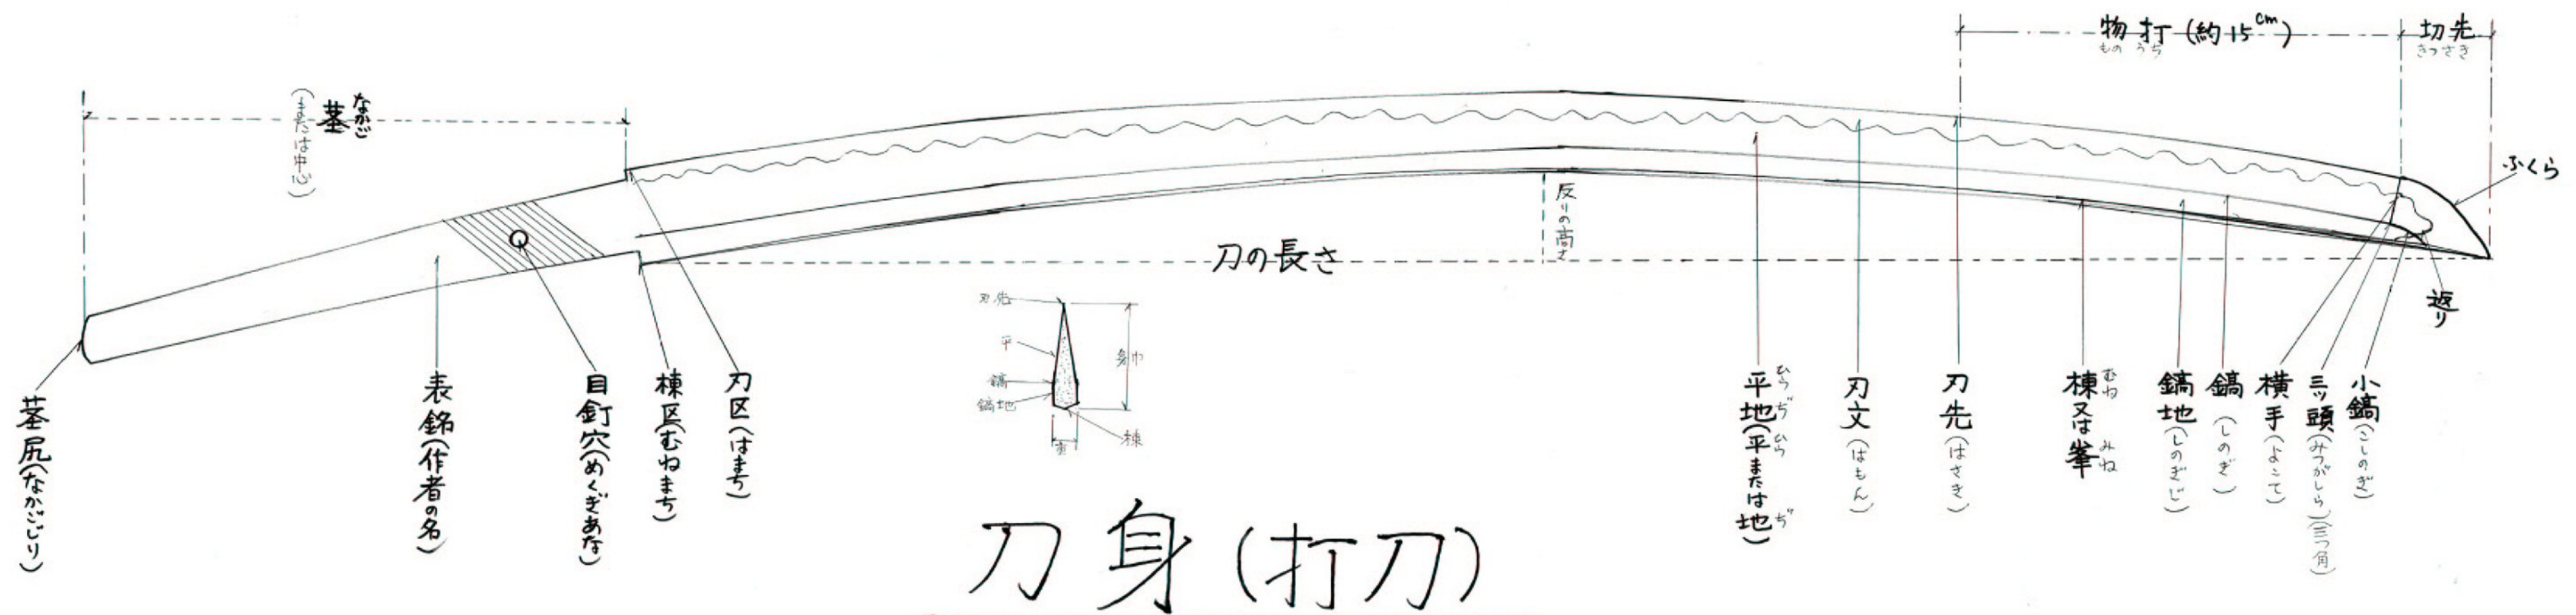 物打(約15cm)
ものうち
切先
きっさき
茎
なかご
(または中心)
ふくら
反りの高さ
刀の長さ
返り
刃先
平
鎬
鎬地
身巾
棟
重
茎尻(なかごじり)
表銘(作者の名)
目釘穴(めくぎあな)
棟区(むねまち)
刃区(はまち)
平地(平または地)
ひらぢ ひら ぢ
刃文(はもん)
刃先(はさき)
棟又は峯
むね みね
鎬地(しのぎじ)
鎬(しのぎ)
横手(よこて)
三ッ頭(みつがしら)(三つ角)
小鎬(こしのぎ)
刀身(打刀)